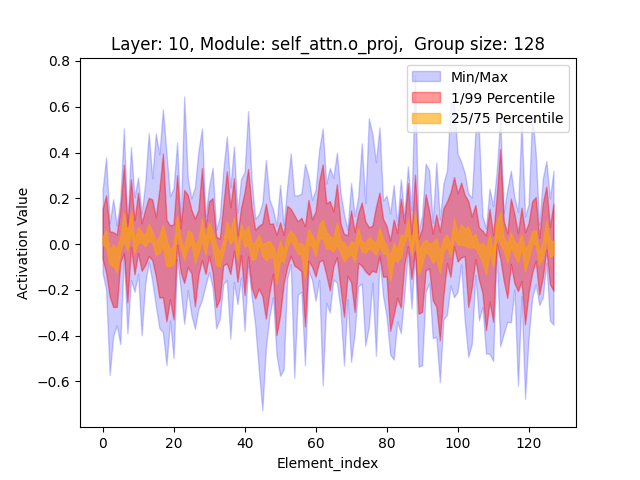 Layer: 10, Module: self_attn.o_proj,  Group size: 128
Min/Max
1/99 Percentile
25/75 Percentile
Activation Value
0.8
0.6
0.4
0.2
0.0
−0.2
−0.4
−0.6
0 20 40 60 80 100 120
Element_index